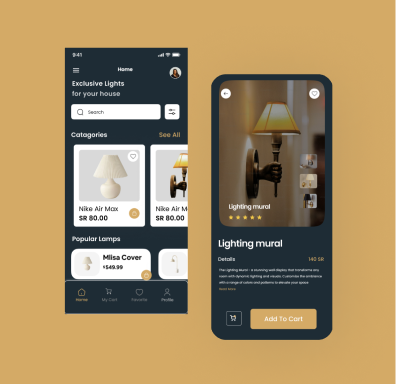 9:41
Home
Exclusive Lights
for your house
Search
Catagories
See All
Nike Air Max
SR 80.00
Nike Air M
SR 80.00
Popular Lamps
Mlisa Cover
$549.99
Home
My Cart
Favorite
Profile
Lighting mural
Lighting mural
Details
140 SR
The Lighting Mural - a stunning wall display that transforms any
room with dynamic lighting and visuals. Customize the ambiance
with a range of colors and patterns to elevate your space
Read More
Add To Cart